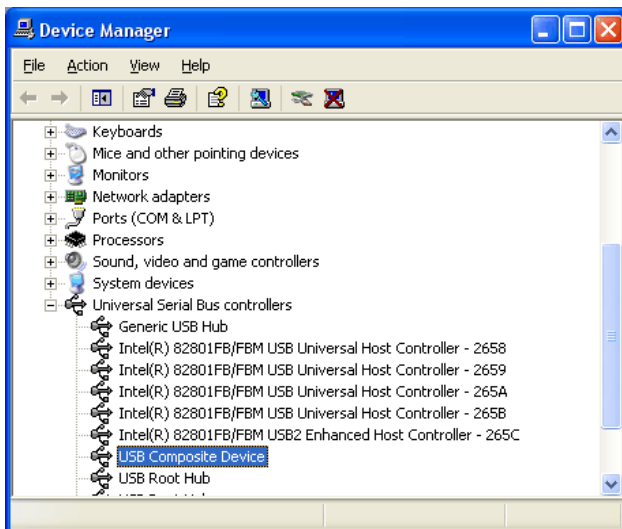 Device Manager
File Action View Help
Keyboards
Mice and other pointing devices
Monitors
Network adapters
Ports (COM & LPT)
Processors
Sound, video and game controllers
System devices
Universal Serial Bus controllers
Generic USB Hub
Intel(R) 82801FB/FBM USB Universal Host Controller - 2658
Intel(R) 82801FB/FBM USB Universal Host Controller - 2659
Intel(R) 82801FB/FBM USB Universal Host Controller - 265A
Intel(R) 82801FB/FBM USB Universal Host Controller - 265B
Intel(R) 82801FB/FBM USB2 Enhanced Host Controller - 265C
USB Composite Device
USB Root Hub